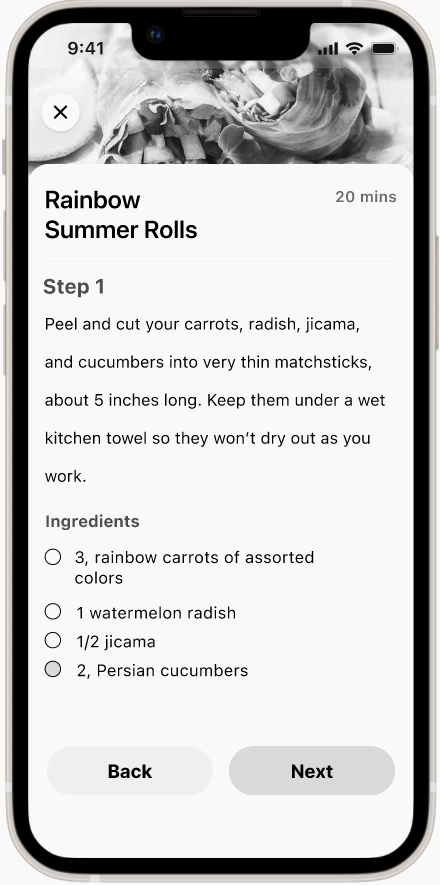 9:41
Rainbow
Summer Rolls
20 mins
Step 1
Peel and cut your carrots, radish, jicama,
and cucumbers into very thin matchsticks,
about 5 inches long. Keep them under a wet
kitchen towel so they won’t dry out as you
work.
Ingredients
3, rainbow carrots of assorted
colors
1 watermelon radish
1/2 jicama
2, Persian cucumbers
Back
Next